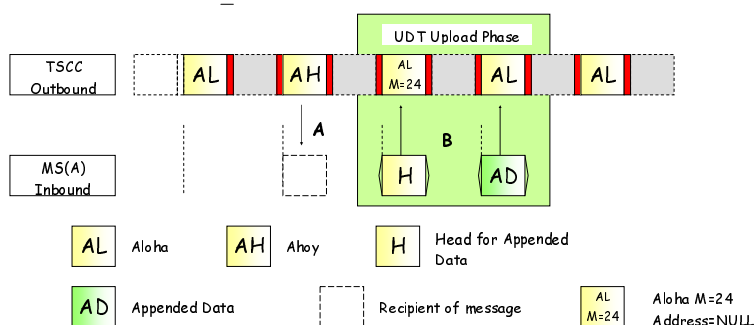 UDT Upload Phase
TSCC
Outbound
AL
AH
AL
M=24
AL
AL
A
B
MS(A)
Inbound
H
AD
AL
Aloha
AH
Ahoy
H
Head for Appended
Data
AD
Appended Data
Recipient of message
AL
M=24
Aloha M=24
Address=NULL